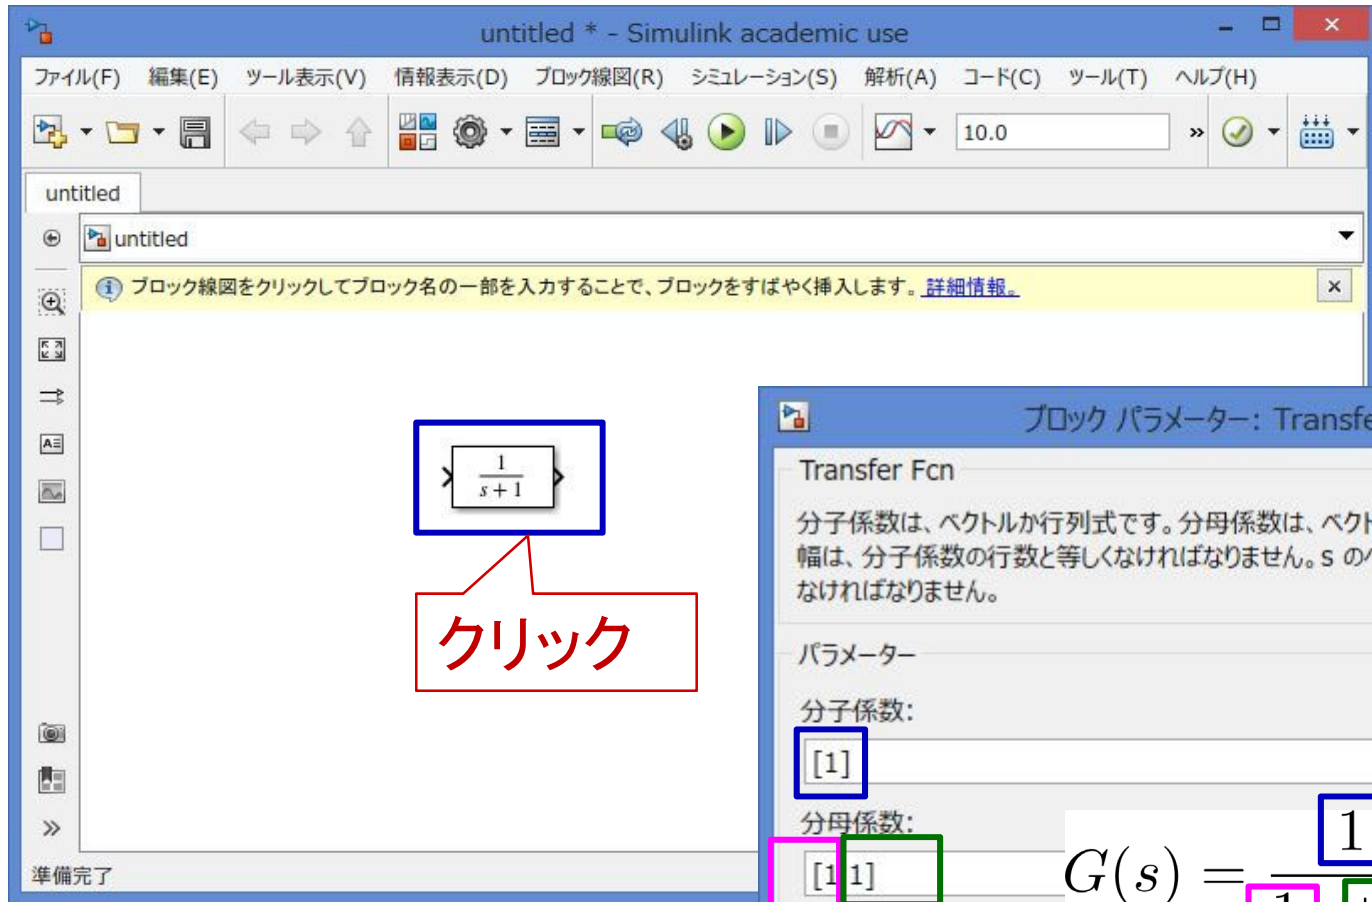 untitled * - Simulink academic use
ファイル(F) 編集(E) ツール表示(V) 情報表示(D) ブロック線図(R) シミュレーション(S) 解析(A) コード(C) ツール(T) ヘルプ(H)
10.0
untitled
untitled
ブロック線図をクリックしてブロック名の一部を入力することで、ブロックをすばやく挿入します。詳細情報。
1
s + 1
クリック
準備完了
ブロック パラメーター: Transfe
Transfer Fcn
分子係数は、ベクトルか行列式です。分母係数は、ベクト
幅は、分子係数の行数と等しくなければなりません。s の
なければなりません。
パラメーター
分子係数:
[1]
分母係数:
[1 1]
1
G(s) =